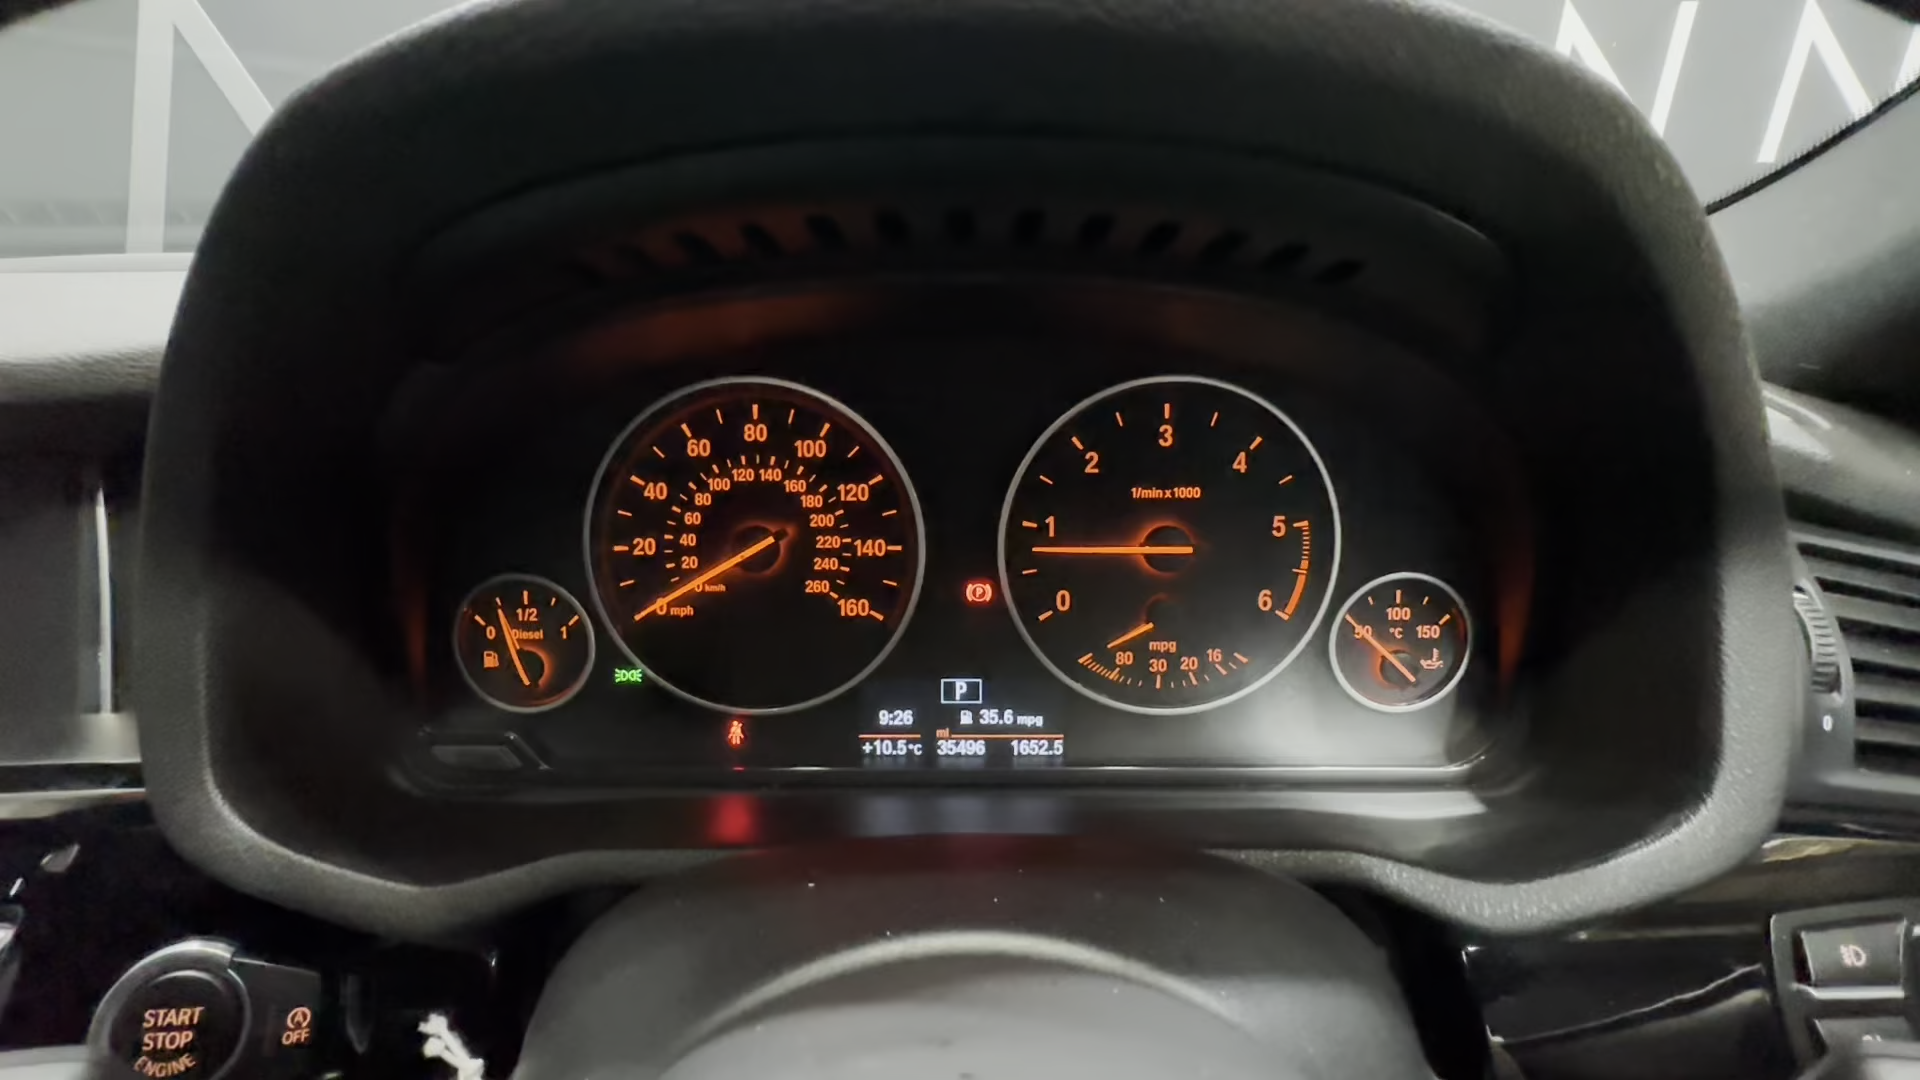 N
N
80
60
100
40
120
20
140
0 mph
160
120
140
100
160
80
180
60
200
40
220
20
240
0 km/h
260
3
2
4
1/min x 1000
1
5
0
6
mpg
80
30
20
16
0
1/2
1
Diesel
50
100
150
°C
P
9:26
35.6 mpg
mi
+10.5°C
35496
1652.5
0
START
STOP
ENGINE
A
OFF